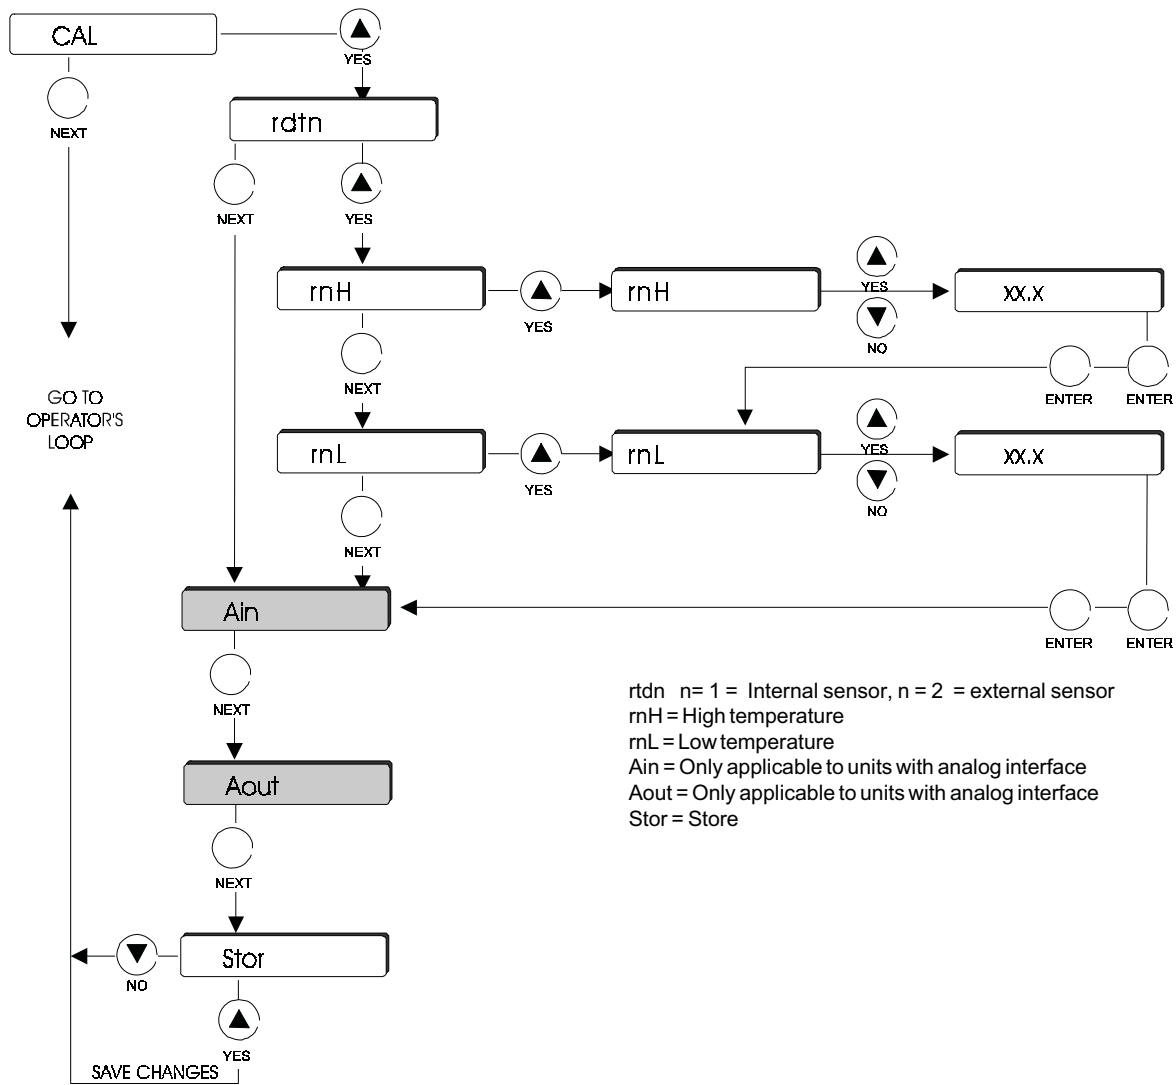 CAL
YES
NEXT
rdtn
NEXT
YES
rnH
YES
rnH
YES
NO
xx.x
NEXT
ENTER
ENTER
GO TO
OPERATOR'S
LOOP
rnL
YES
rnL
YES
NO
xx.x
NEXT
Ain
ENTER
ENTER
NEXT
rtdn n= 1 = Internal sensor, n = 2 = external sensor
rnH = High temperature
rnL = Low temperature
Ain = Only applicable to units with analog interface
Aout = Only applicable to units with analog interface
Stor = Store
Aout
NEXT
Stor
NO
YES
SAVE CHANGES